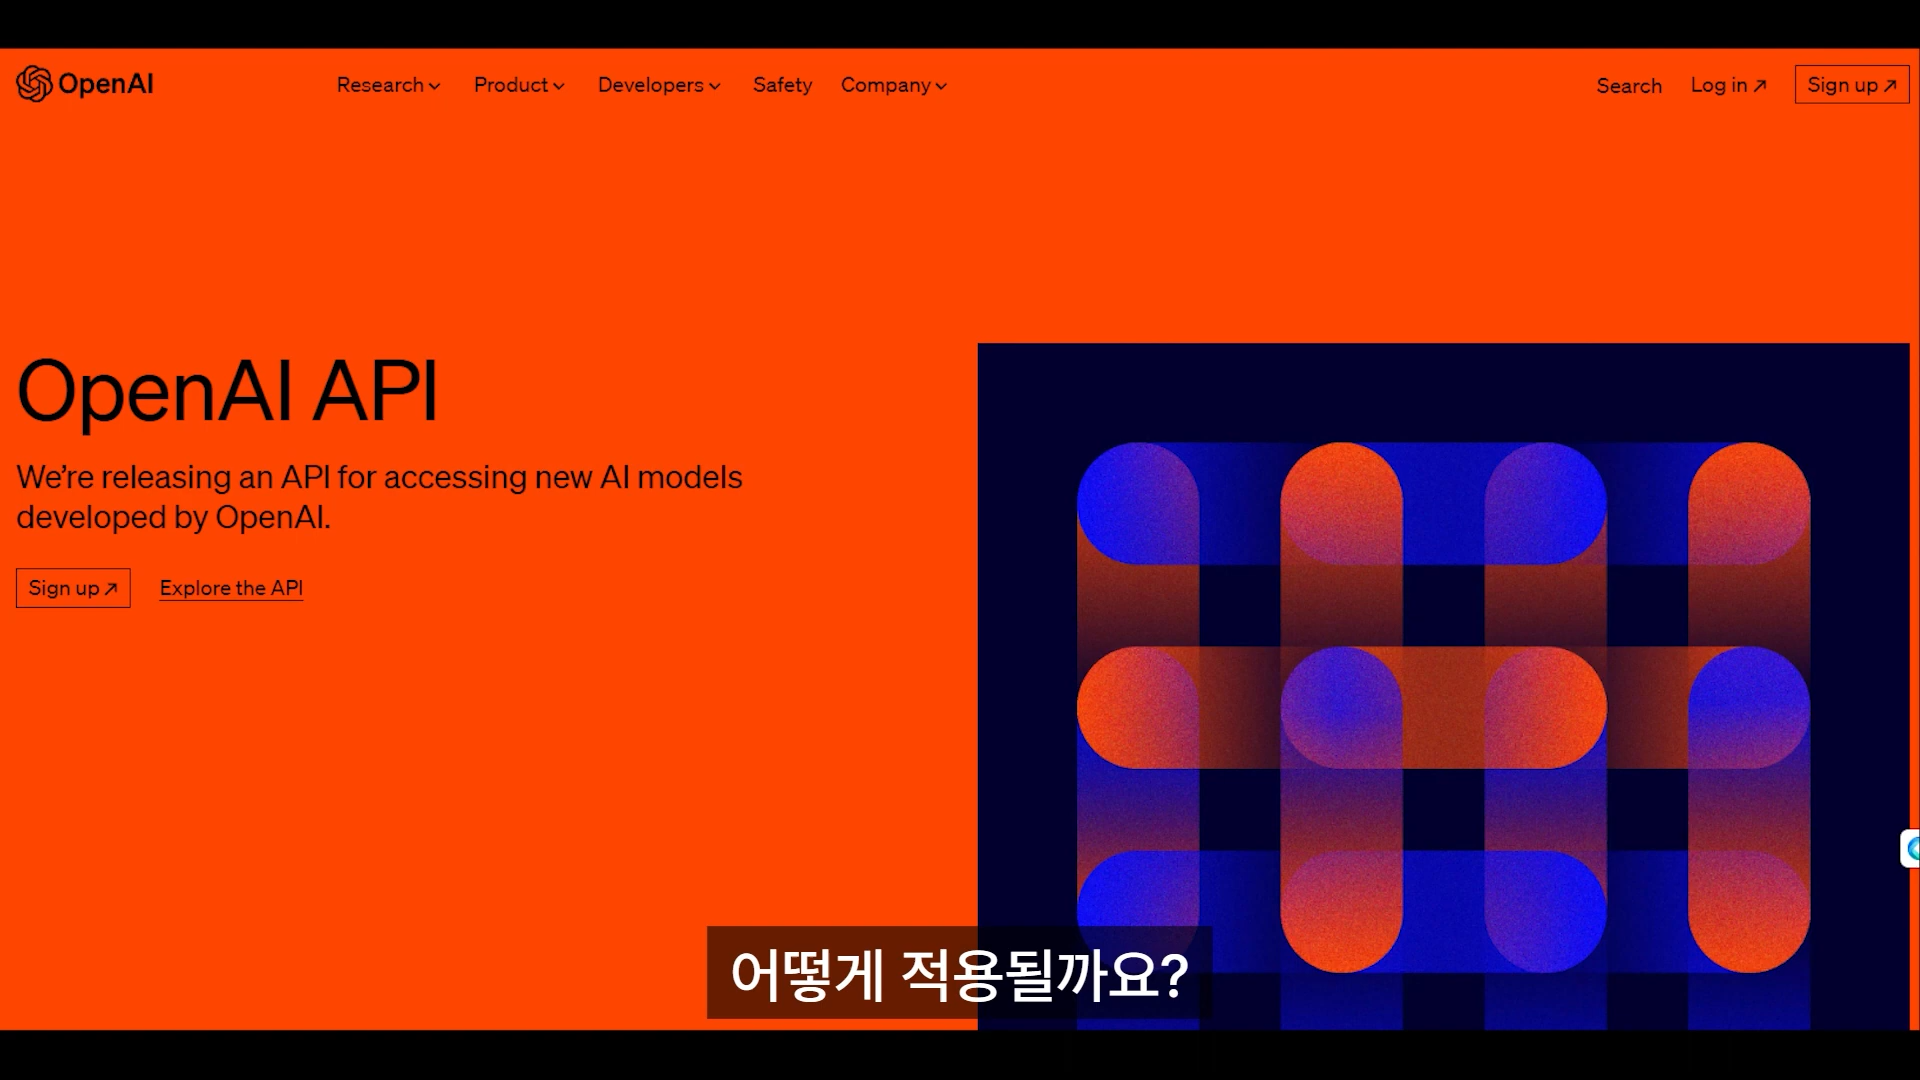 OpenAI
Research Product Developers Safety Company
Search Log in Sign up
OpenAI API
We're releasing an API for accessing new AI models
developed by OpenAI.
Sign up Explore the API
어떻게 적용될까요?